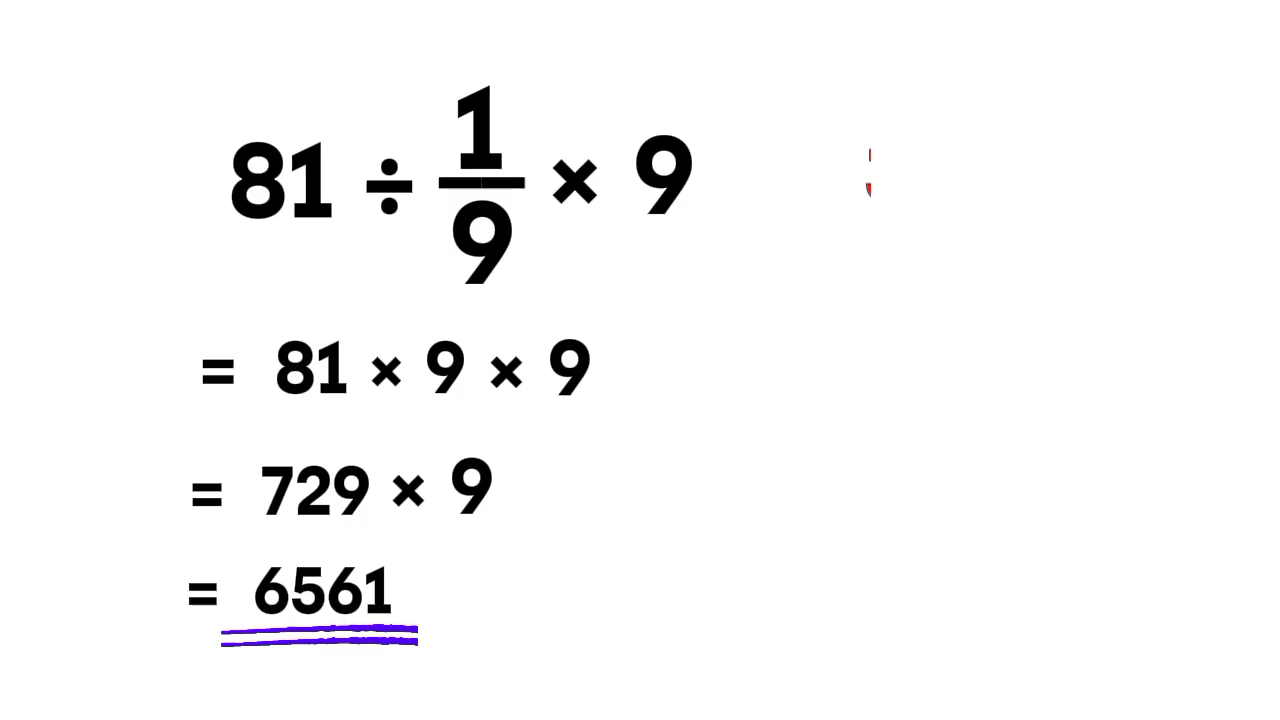 81 ÷ 1/9 × 9
= 81 × 9 × 9
= 729 × 9
= 6561